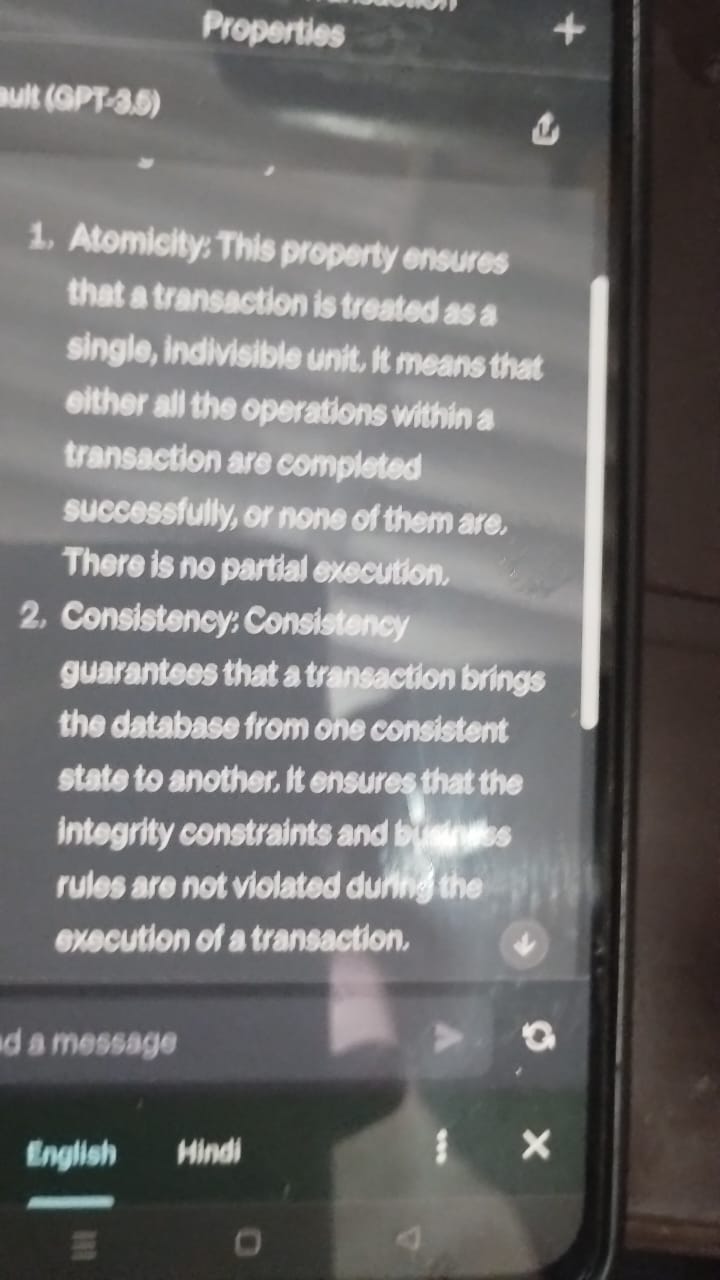 Properties
+
(GPT-3.5)
1. Atomicity: This property ensures
that a transaction is treated as a
single, indivisible unit. It means that
either all the operations within a
transaction are completed
successfully, or none of them are.
There is no partial execution.
2. Consistency: Consistency
guarantees that a transaction brings
the database from one consistent
state to another. It ensures that the
integrity constraints and business
rules are not violated during the
execution of a transaction.
a message
English Hindi